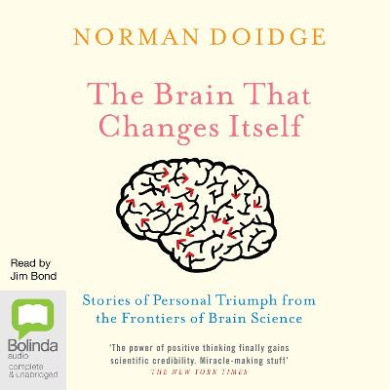 NORMAN DOIDGE
The Brain That
Changes Itself
Read by
Jim Bond
Stories of Personal Triumph from
the Frontiers of Brain Science
Bolinda
audio
complete
& unabridged
'The power of positive thinking finally gains
scientific credibility. Miracle-making stuff'
THE NEW YORK TIMES